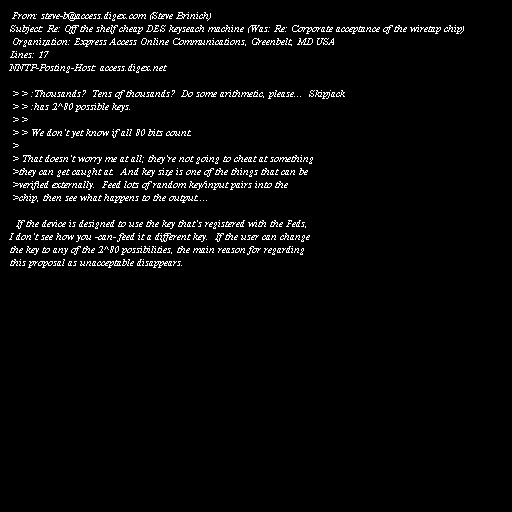 From: steve-b@access.digex.com (Steve Brinich)
Subject: Re: Off the shelf cheap DES keyseach machine (Was: Re: Corporate acceptance of the wiretap chip)
Organization: Express Access Online Communications, Greenbelt, MD USA
Lines: 17
NNTP-Posting-Host: access.digex.net

> > :Thousands?  Tens of thousands?  Do some arithmetic, please...  Skipjack
> > :has 2^80 possible keys.
> >
> > We don't yet know if all 80 bits count.
>
> That doesn't worry me at all; they're not going to cheat at something
>they can get caught at.  And key size is one of the things that can be
>verified externally.  Feed lots of random key/input pairs into the
>chip, then see what happens to the output....

If the device is designed to use the key that's registered with the Feds,
I don't see how you -can- feed it a different key.  If the user can change
the key to any of the 2^80 possibilities, the main reason for regarding
this proposal as unacceptable disappears.